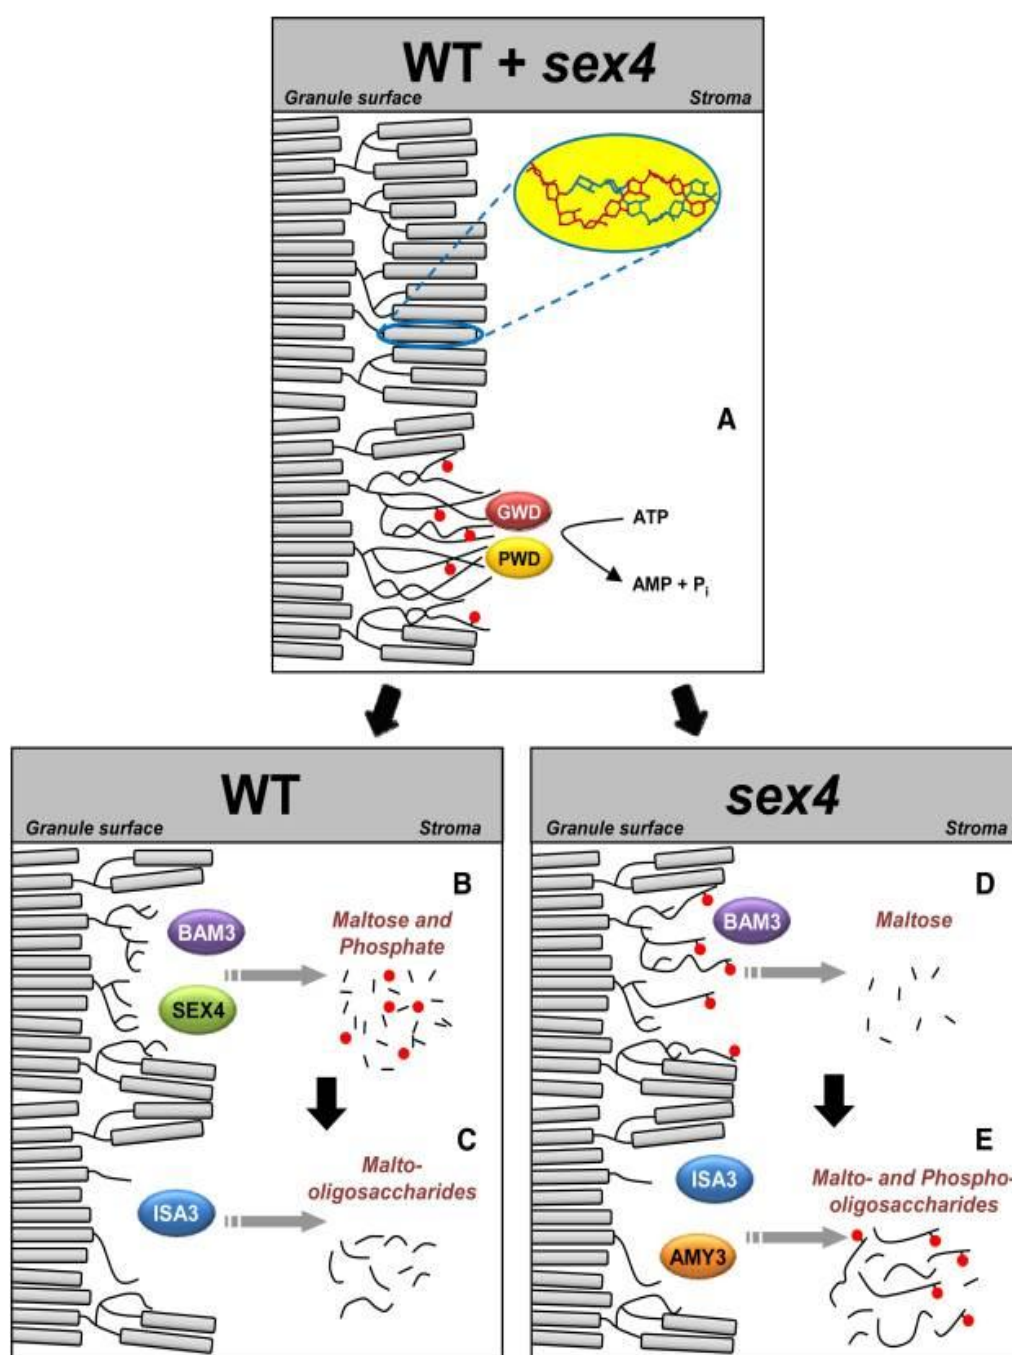 WT + sex4
Granule surface
Stroma
A
GWD
ATP
PWD
AMP + Pi
WT
Granule surface
Stroma
B
BAM3
Maltose and
Phosphate
SEX4
C
Malto-
oligosaccharides
ISA3
sex4
Granule surface
Stroma
D
BAM3
Maltose
E
ISA3
Malto- and Phospho-
oligosaccharides
AMY3